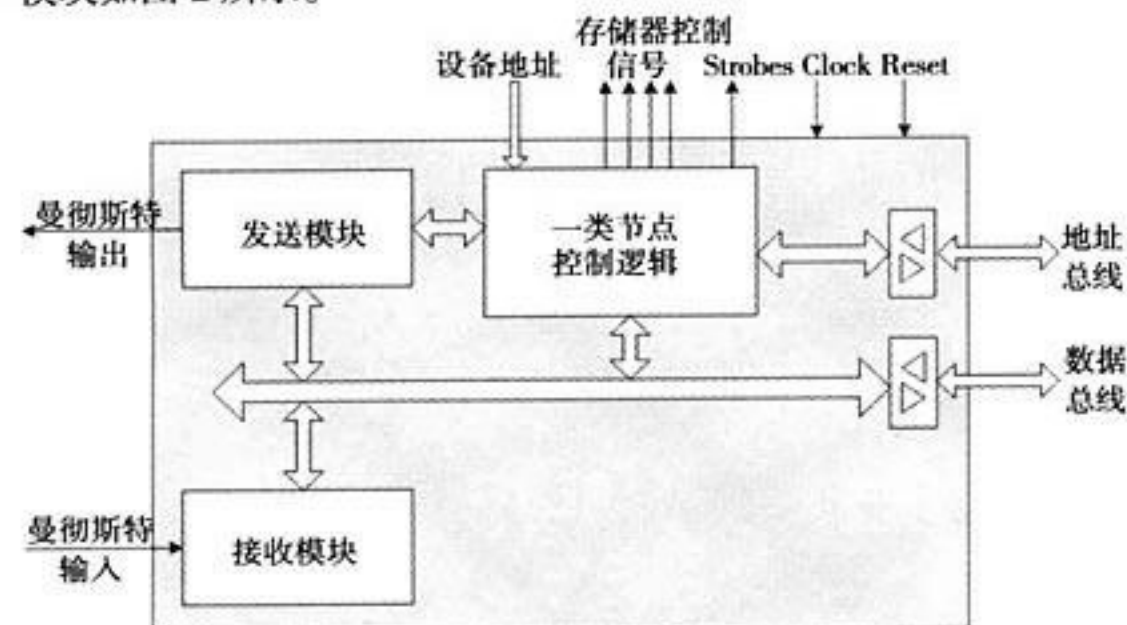 存储器控制
设备地址 信号 Strobes Clock Reset
曼彻斯特
输出
发送模块
一类节点
控制逻辑
地址
总线
数据
总线
曼彻斯特
输入
接收模块